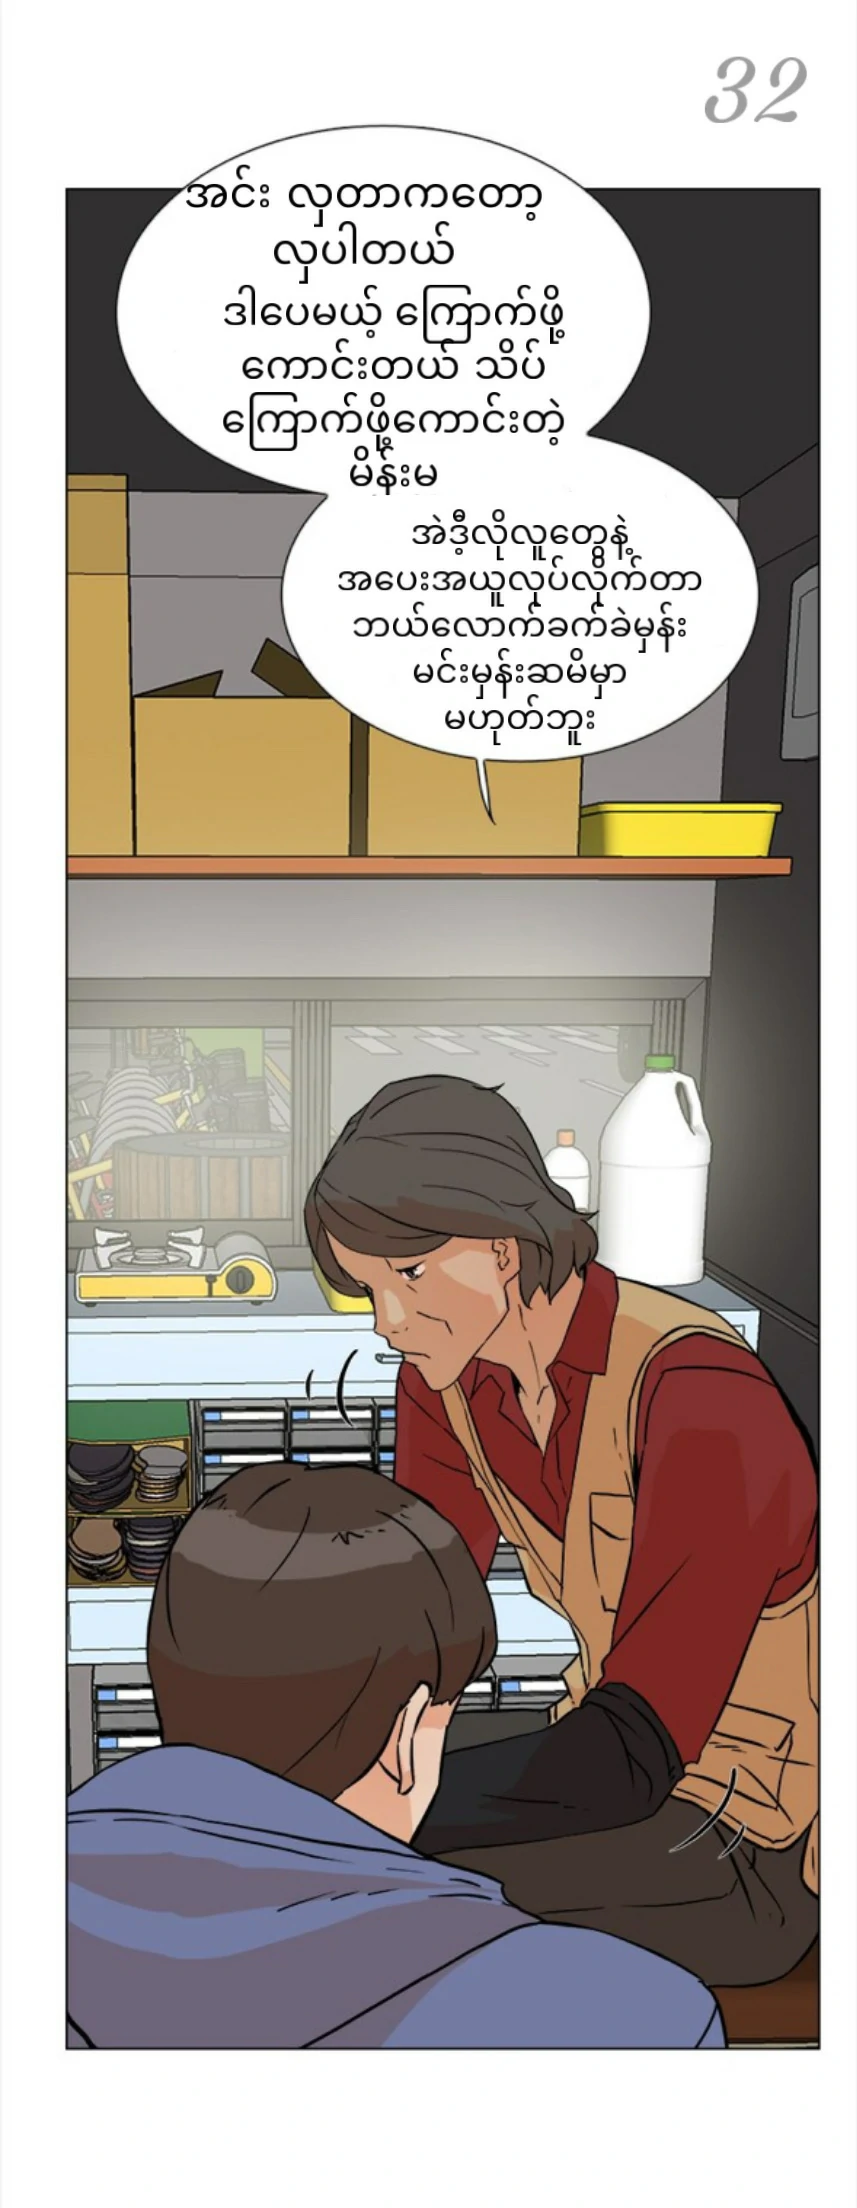 32
အင်း လှတာကတော့
လှပါတယ်
ဒါပေမယ့် ကြောက်ဖို့
ကောင်းတယ် သိပ်
ကြောက်ဖို့ကောင်းတဲ့
မိန်းမ
အဲဒီ့လိုလူတွေနဲ့
အပေးအယူလုပ်လိုက်တာ
ဘယ်လောက်ခက်ခဲမှန်း
မင်းမှန်းဆမိမှာ
မဟုတ်ဘူး